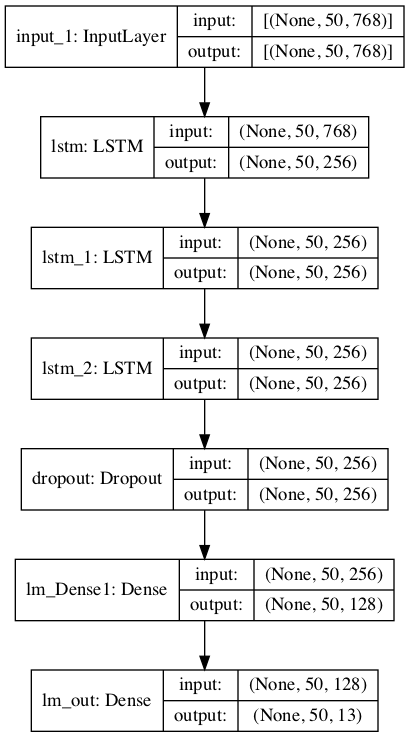 input_1: InputLayer
input: [(None, 50, 768)]
output: [(None, 50, 768)]
lstm: LSTM
input: (None, 50, 768)
output: (None, 50, 256)
lstm_1: LSTM
input: (None, 50, 256)
output: (None, 50, 256)
lstm_2: LSTM
input: (None, 50, 256)
output: (None, 50, 256)
dropout: Dropout
input: (None, 50, 256)
output: (None, 50, 256)
lm_Dense1: Dense
input: (None, 50, 256)
output: (None, 50, 128)
lm_out: Dense
input: (None, 50, 128)
output: (None, 50, 13)